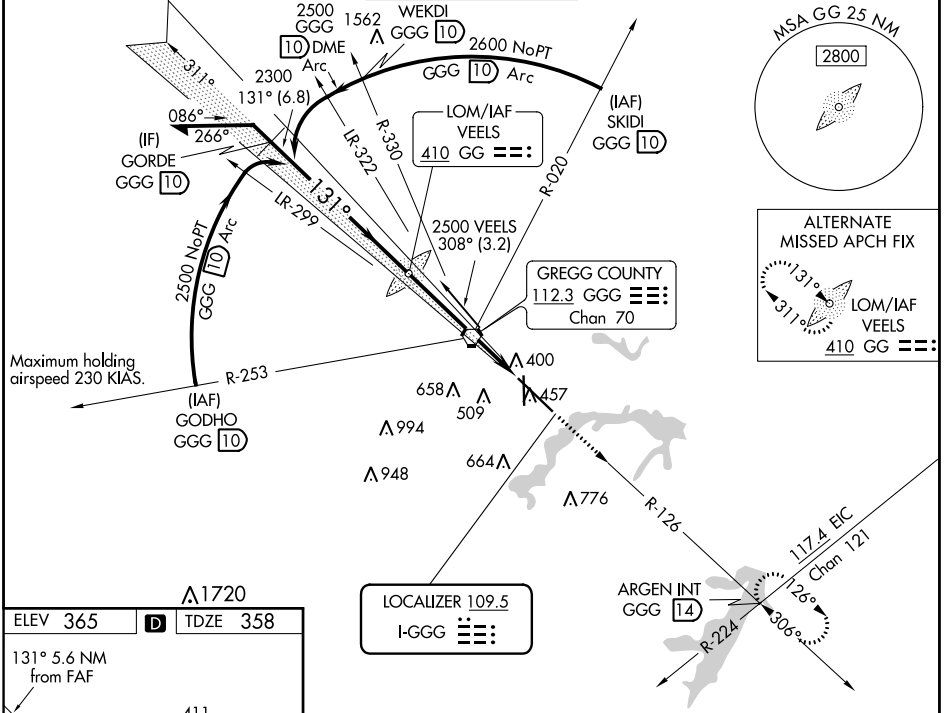 2500
GGG
10 DME
Arc
1562
WEKDI
GGG 10
2600 NoPT
GGG 10 Arc
MSA GG 25 NM
2800
311°
2300
131° (6.8)
086°
266°
(IF)
GORDE
GGG 10
LOM/IAF
VEELS
410 GG
(IAF)
SKIDI
GGG 10
LR-322
R-330
R-020
131°
LR-299
2500 NoPT
GGG 10 Arc
2500 VEELS
308° (3.2)
ALTERNATE
MISSED APCH FIX
131°
311°
LOM/IAF
VEELS
410 GG
GREGG COUNTY
112.3 GGG
Chan 70
Maximum holding
airspeed 230 KIAS.
R-253
(IAF)
GODHO
GGG 10
400
658
509
457
994
948
664
776
R-126
117.4 EIC
Chan 121
ARGEN INT
GGG 14
126°
306°
R-224
1720
LOCALIZER 109.5
I-GGG
ELEV 365
D
TDZE 358
131° 5.6 NM
from FAF